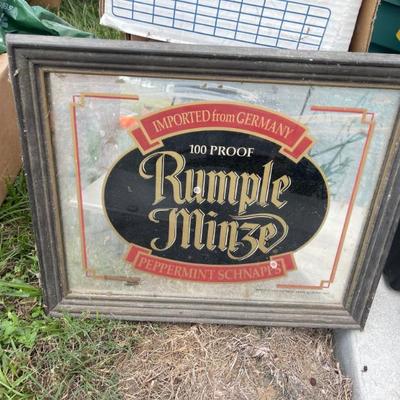 IMPORTED from GERMANY
100 PROOF
Rumple
Minze
PEPPERMINT SCHNAPPS